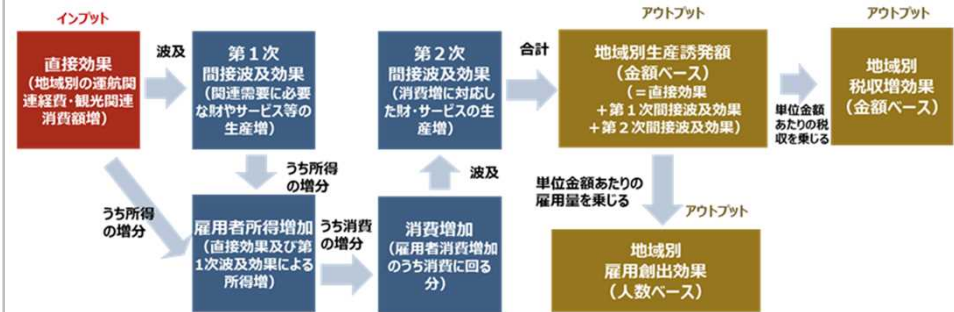 インプット
直接効果
（地域別の運航関
連経費・観光関連
消費額増）
波及
第１次
間接波及効果
（関連需要に必要
な財やサービス等の
生産増）
第２次
間接波及効果
（消費増に対応し
た財・サービスの生
産増）
合計
アウトプット
地域別生産誘発額
（金額ベース）
（＝直接効果
＋第１次間接波及効果
＋第２次間接波及効果）
単位金額
あたりの税
収を乗じる
アウトプット
地域別
税収増効果
（金額ベース）
うち所得
の増分
うち所得
の増分
雇用者所得増加
（直接効果及び第
1次波及効果による
所得増）
うち消費
の増分
消費増加
（雇用者消費増加
のうち消費に回る
分）
波及
単位金額あたりの
雇用量を乗じる
アウトプット
地域別
雇用創出効果
（人数ベース）